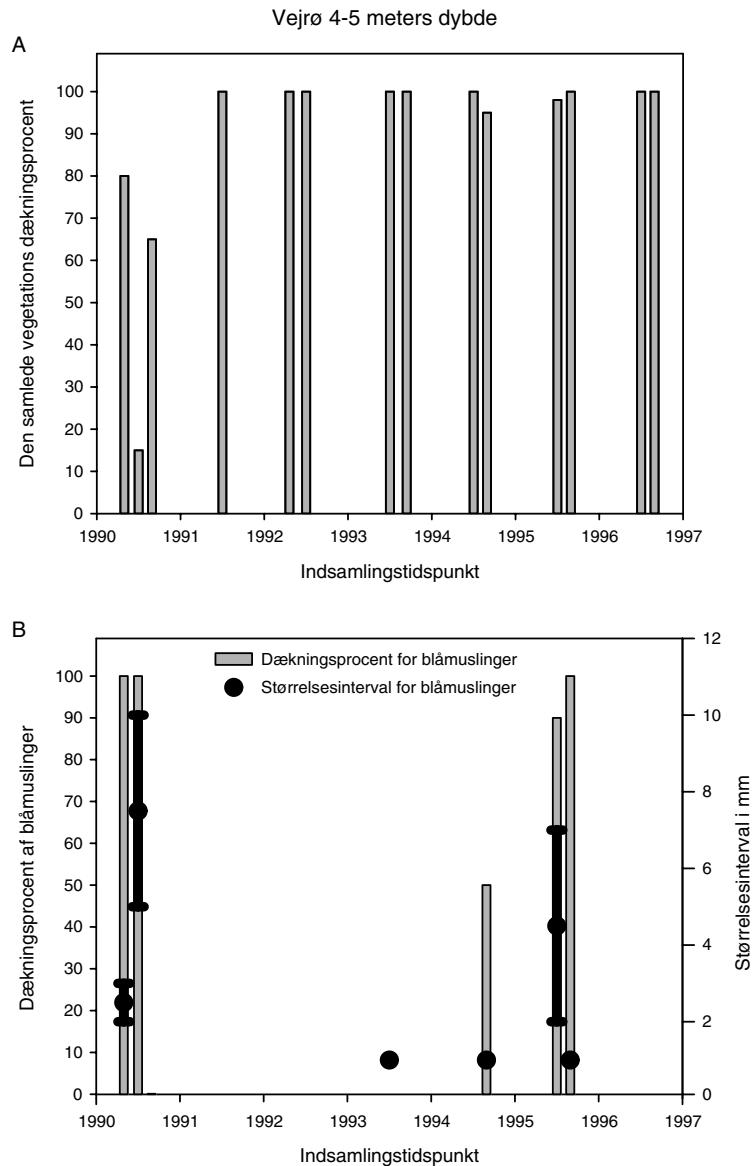 Vejrø 4-5 meters dybde
A
Den samlede vegetations dækningsprocent
100
90
80
70
60
50
40
30
20
10
0
1990 1991 1992 1993 1994 1995 1996 1997
Indsamlingstidspunkt
B
Dækningsprocent for blåmuslinger
Størrelsesinterval for blåmuslinger
Dækningsprocent af blåmuslinger
100
90
80
70
60
50
40
30
20
10
0
Størrelsesinterval i mm
12
10
8
6
4
2
0
1990 1991 1992 1993 1994 1995 1996 1997
Indsamlingstidspunkt